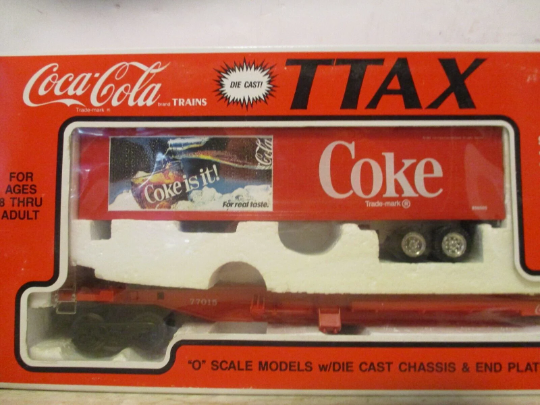 Coca-Cola
Trade-mark ®
brand TRAINS
DIE CAST!
TTAX
FOR
AGES
8 THRU
ADULT
Coke is it!
For real taste.
Coke
Trade-mark ®
77015
"O" SCALE MODELS w/DIE CAST CHASSIS & END PLAT